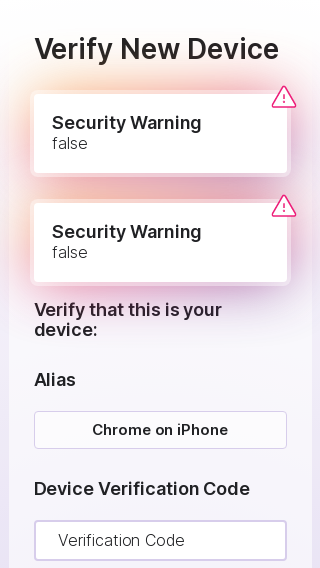 Verify New Device
Security Warning
false
Security Warning
false
Verify that this is your
device:
Alias
Chrome on iPhone
Device Verification Code
Verification Code